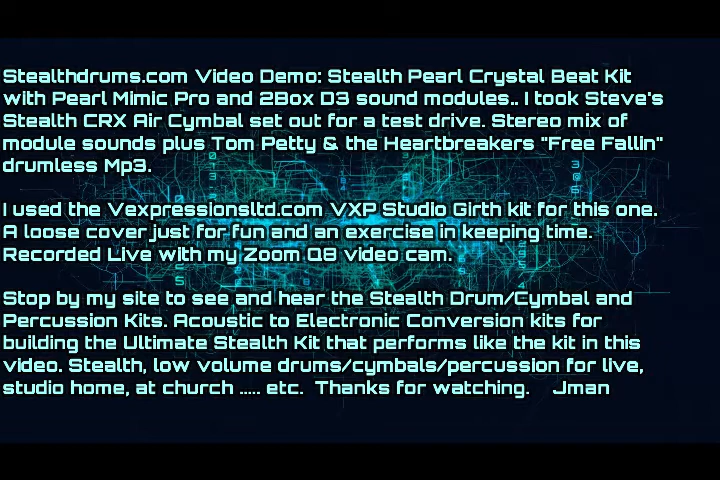 Stealthdrums.com Video Demo: Stealth Pearl Crystal Beat Kit
with Pearl Mimic Pro and 2Box D3 sound modules.. I took Steve's
Stealth CRX Air Cymbal set out for a test drive. Stereo mix of
module sounds plus Tom Petty & the Heartbreakers "Free Fallin"
drumless Mp3.
I used the Vexpressionsltd.com VXP Studio Girth kit for this one.
A loose cover just for fun and an exercise in keeping time.
Recorded Live with my Zoom Q8 video cam.
Stop by my site to see and hear the Stealth Drum/Cymbal and
Percussion Kits. Acoustic to Electronic Conversion kits for
building the Ultimate Stealth Kit that performs like the kit in this
video. Stealth, low volume drums/cymbals/percussion for live,
studio home, at church ..... etc.  Thanks for watching.    Jman